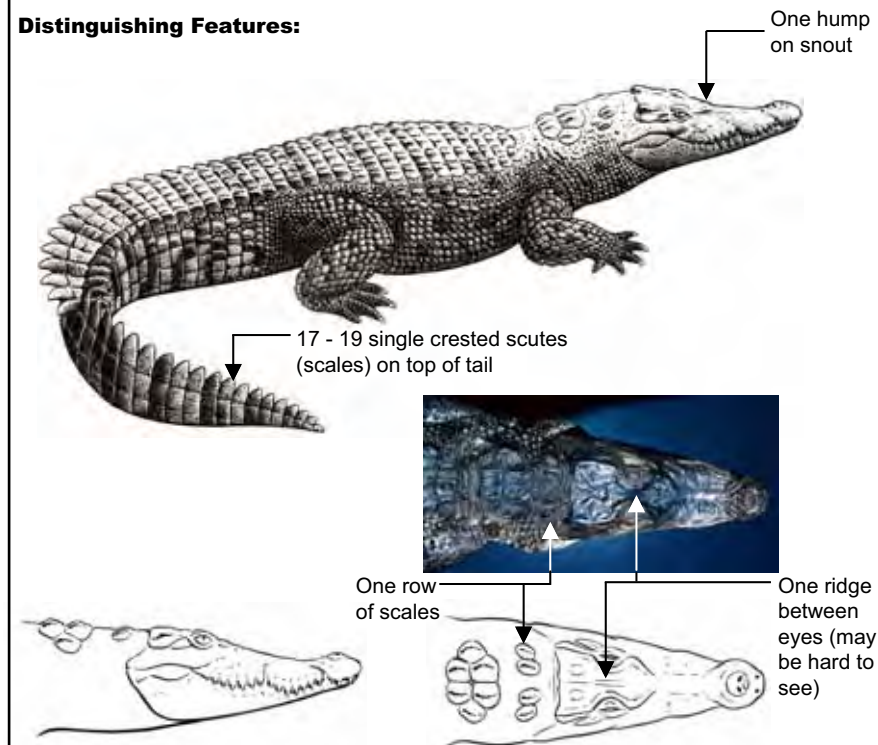 Distinguishing Features:
One hump
on snout
17 - 19 single crested scutes
(scales) on top of tail
One row
of scales
One ridge
between
eyes (may
be hard to
see)